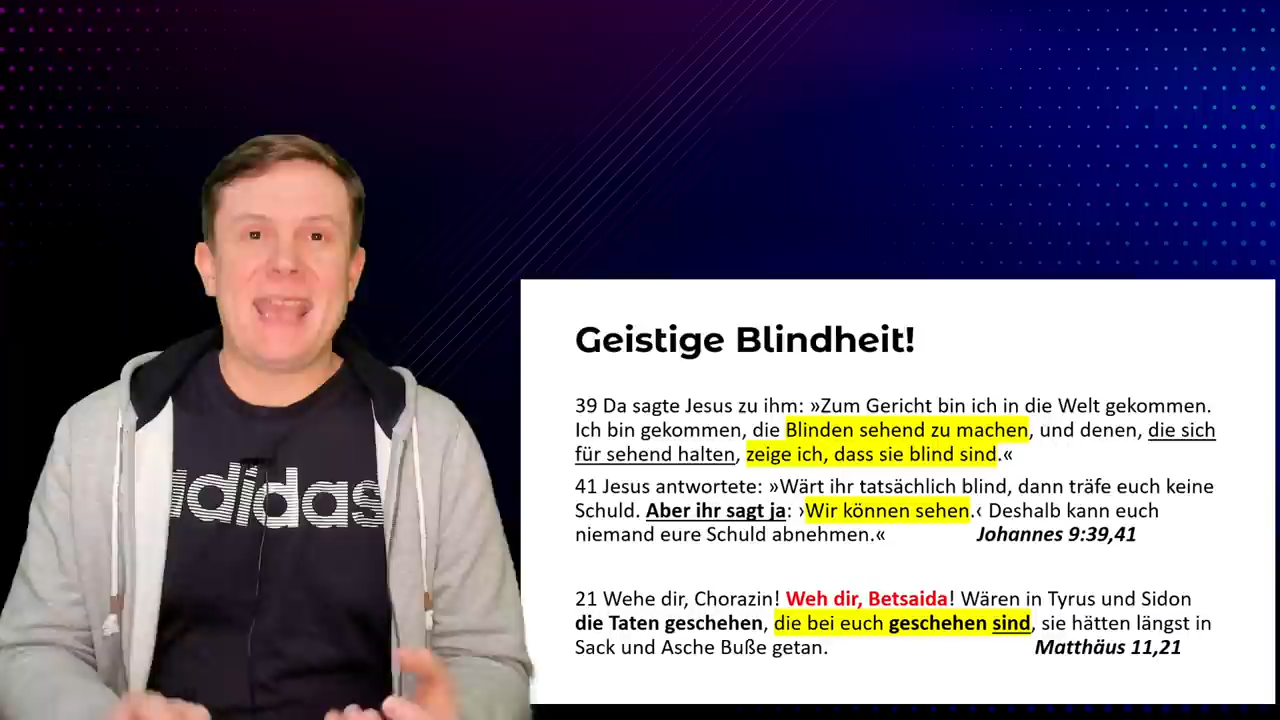 adidas
Geistige Blindheit!
39 Da sagte Jesus zu ihm: »Zum Gericht bin ich in die Welt gekommen.
Ich bin gekommen, die Blinden sehend zu machen, und denen, die sich
für sehend halten, zeige ich, dass sie blind sind.«
41 Jesus antwortete: »Wärt ihr tatsächlich blind, dann träfe euch keine
Schuld. Aber ihr sagt ja: ›Wir können sehen.‹ Deshalb kann euch
niemand eure Schuld abnehmen.« Johannes 9:39,41
21 Wehe dir, Chorazin! Weh dir, Betsaida! Wären in Tyrus und Sidon
die Taten geschehen, die bei euch geschehen sind, sie hätten längst in
Sack und Asche Buße getan. Matthäus 11,21